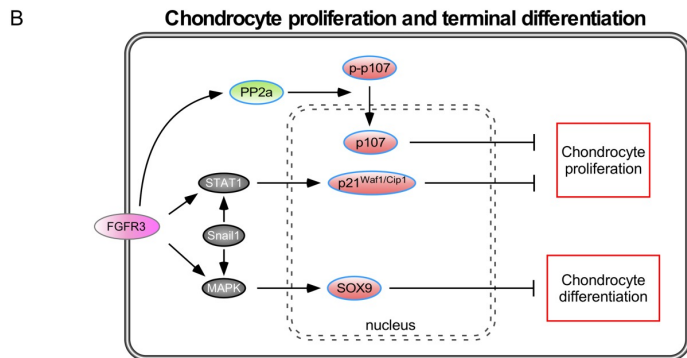 B
Chondrocyte proliferation and terminal differentiation
p-p107
PP2a
p107
Chondrocyte
proliferation
STAT1
p21Waf1/Cip1
FGFR3
Snail1
MAPK
SOX9
Chondrocyte
differentiation
nucleus